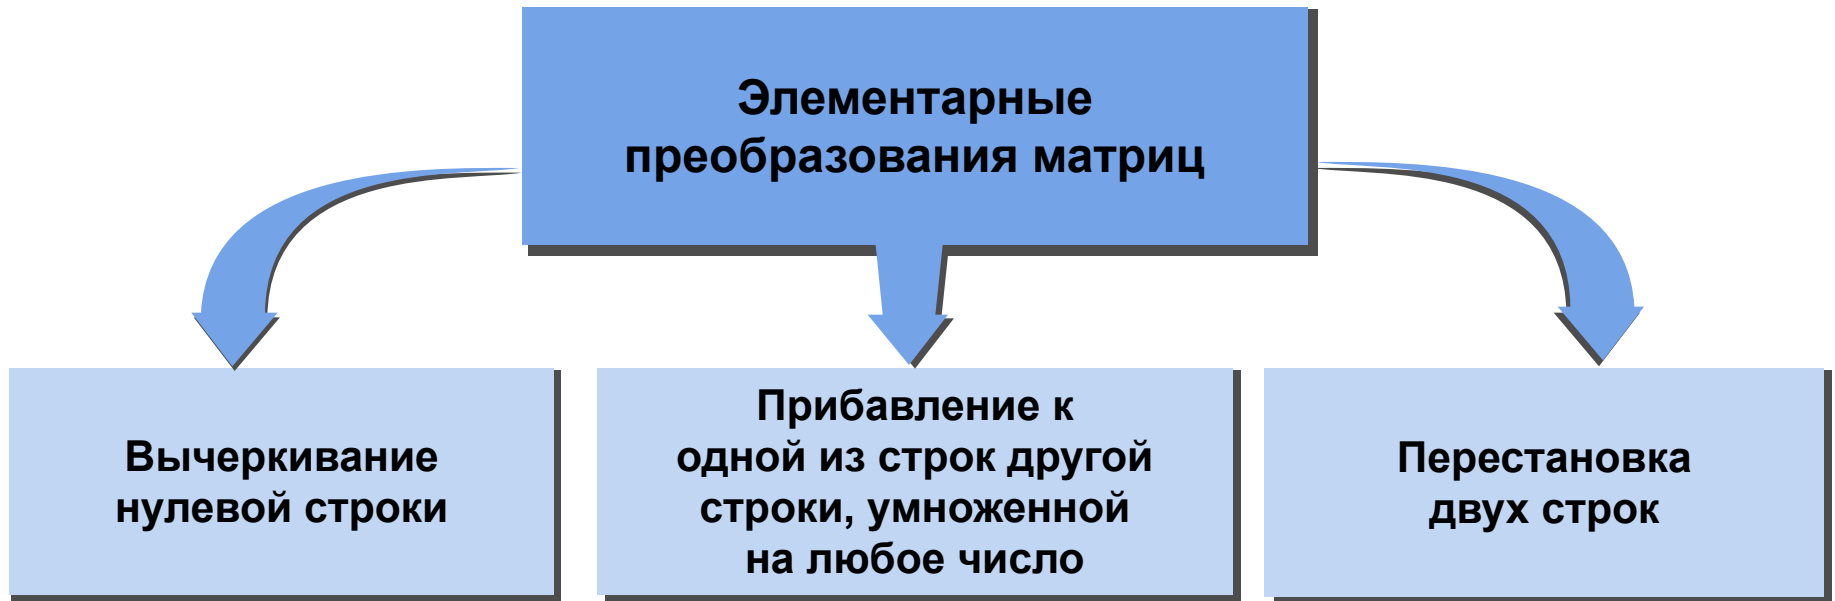 Элементарные
преобразования матриц
Вычеркивание
нулевой строки
Прибавление к
одной из строк другой
строки, умноженной
на любое число
Перестановка
двух строк